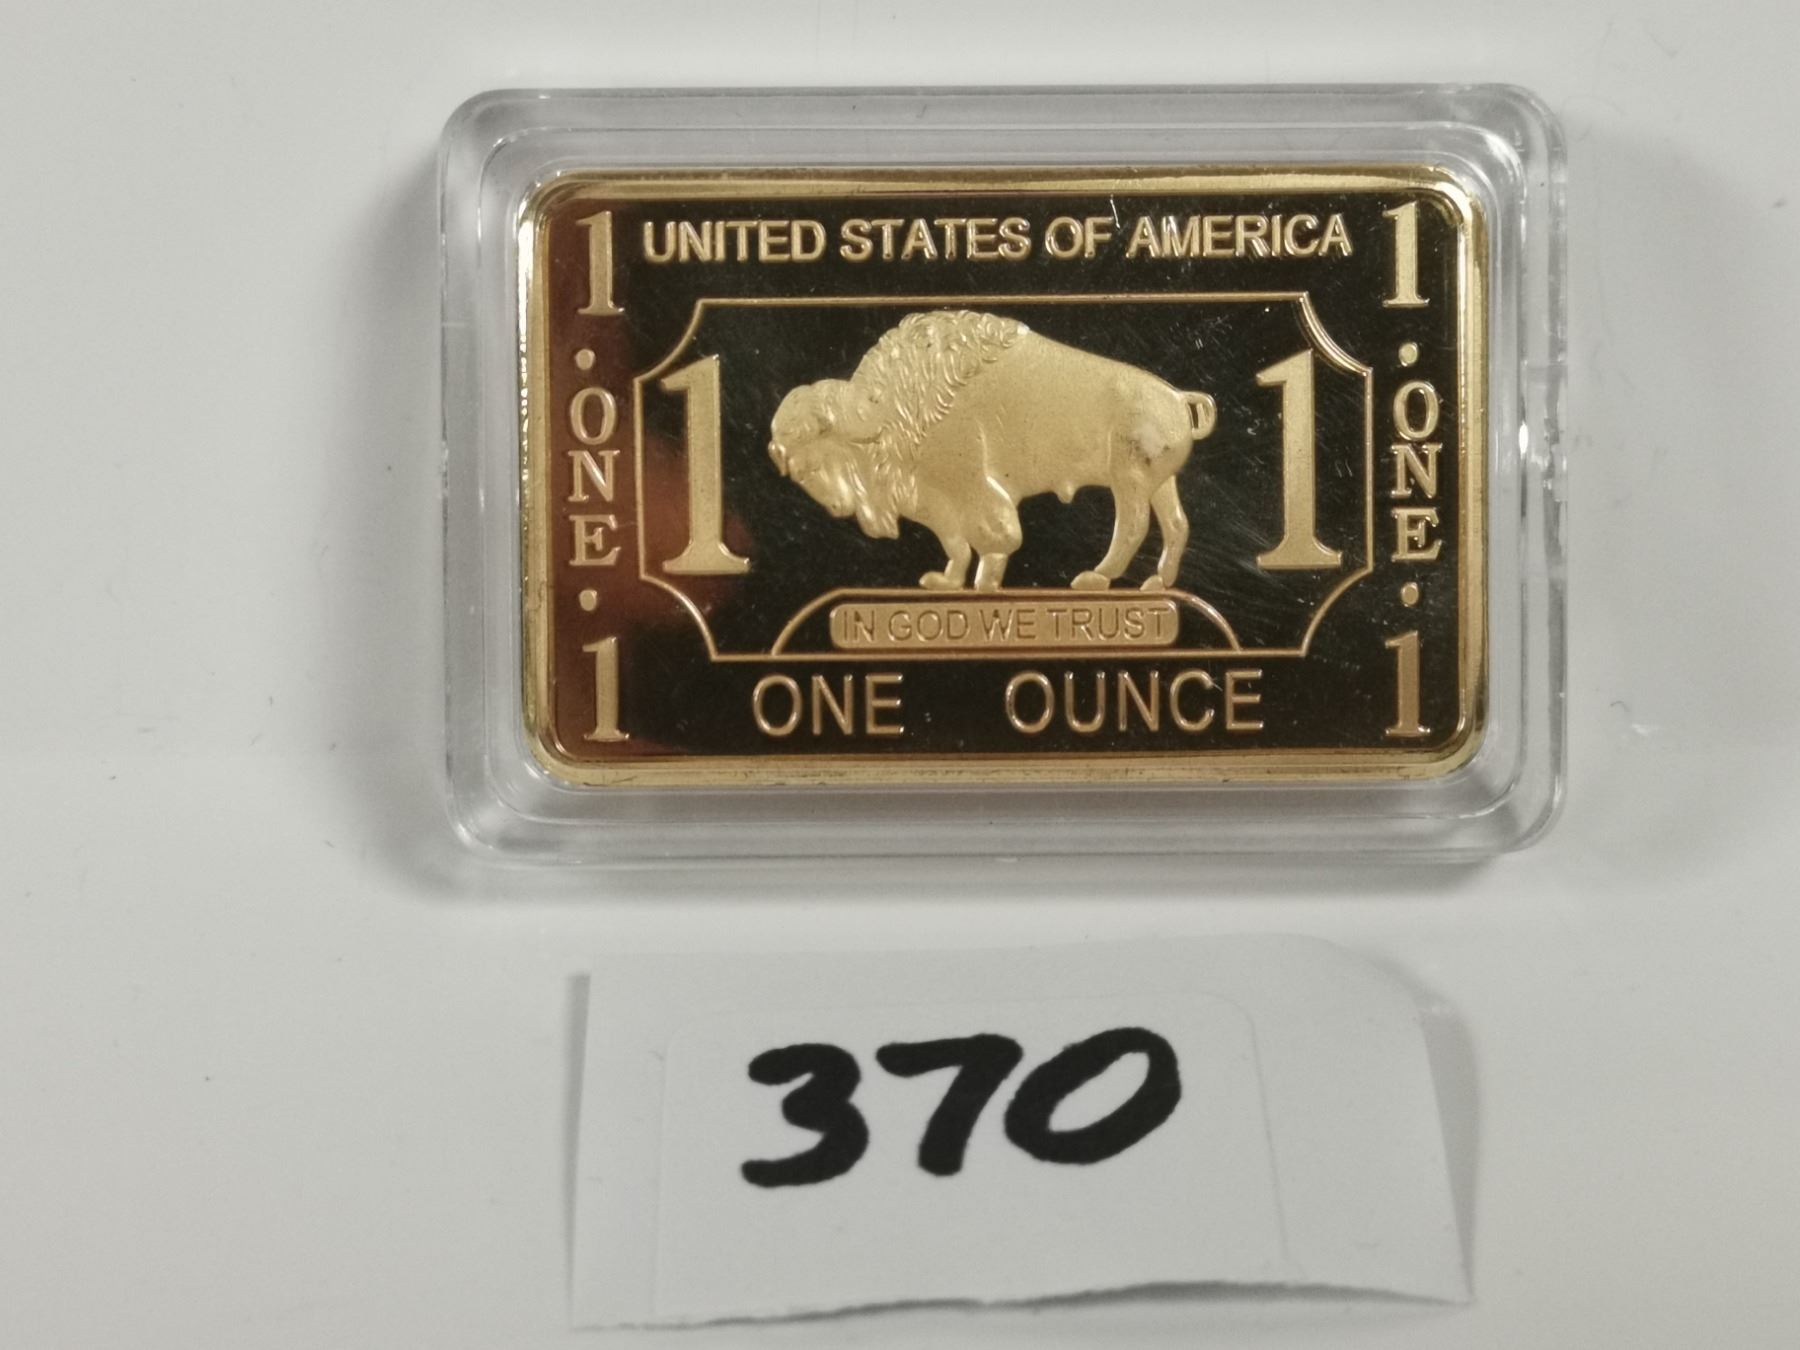 1 UNITED STATES OF AMERICA 1
· ONE ·
1 1
· ONE ·
IN GOD WE TRUST
1 ONE OUNCE 1
370